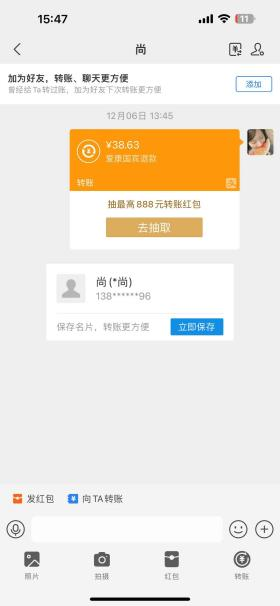 15:47
11
尚
加为好友，转账、聊天更方便
曾经给Ta转过账，加为好友下次转账更方便
添加
12月06日 13:45
¥38.63
爱康国宾退款
转账
抽最高888元转账红包
去抽取
尚(*尚)
138******96
保存名片，转账更方便
立即保存
发红包
向TA转账
照片
拍摄
红包
转账